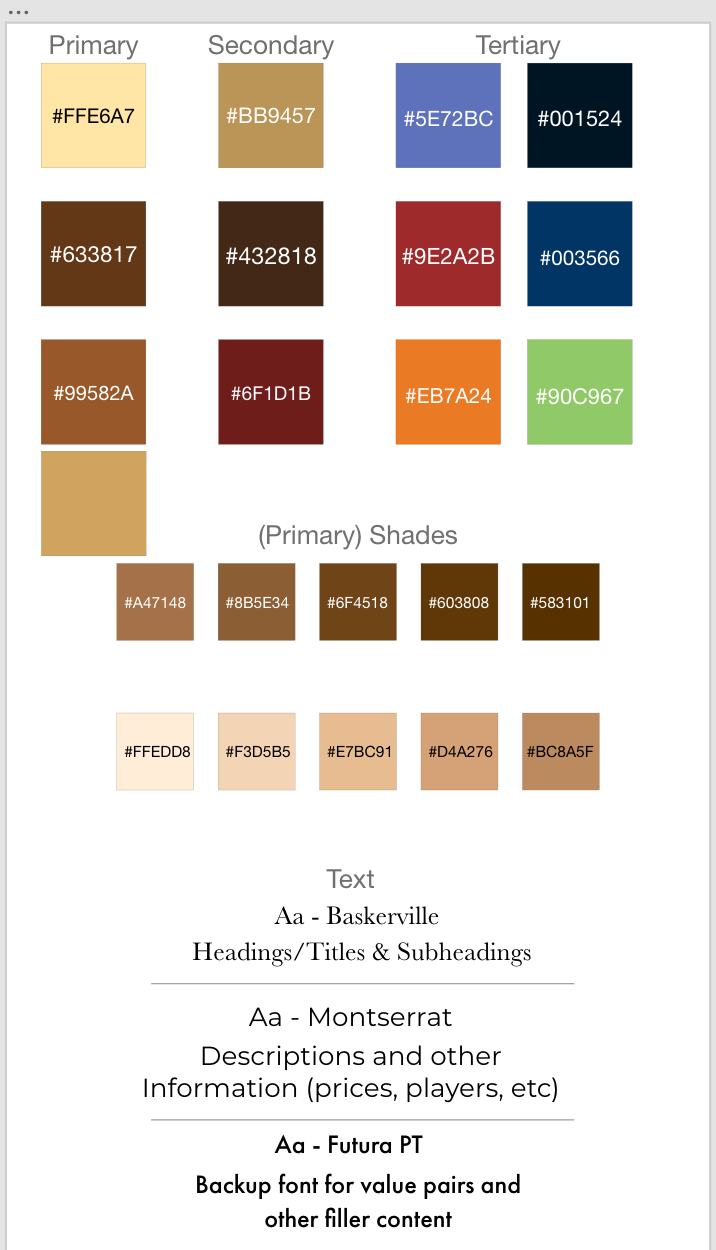 Primary
Secondary
Tertiary
#FFE6A7
#BB9457
#5E72BC
#001524
#633817
#432818
#9E2A2B
#003566
#99582A
#6F1D1B
#EB7A24
#90C967
(Primary) Shades
#A47148
#8B5E34
#6F4518
#603808
#583101
#FFEDD8
#F3D5B5
#E7BC91
#D4A276
#BC8A5F
Text
Aa - Baskerville
Headings/Titles & Subheadings
Aa - Montserrat
Descriptions and other
Information (prices, players, etc)
Aa - Futura PT
Backup font for value pairs and
other filler content